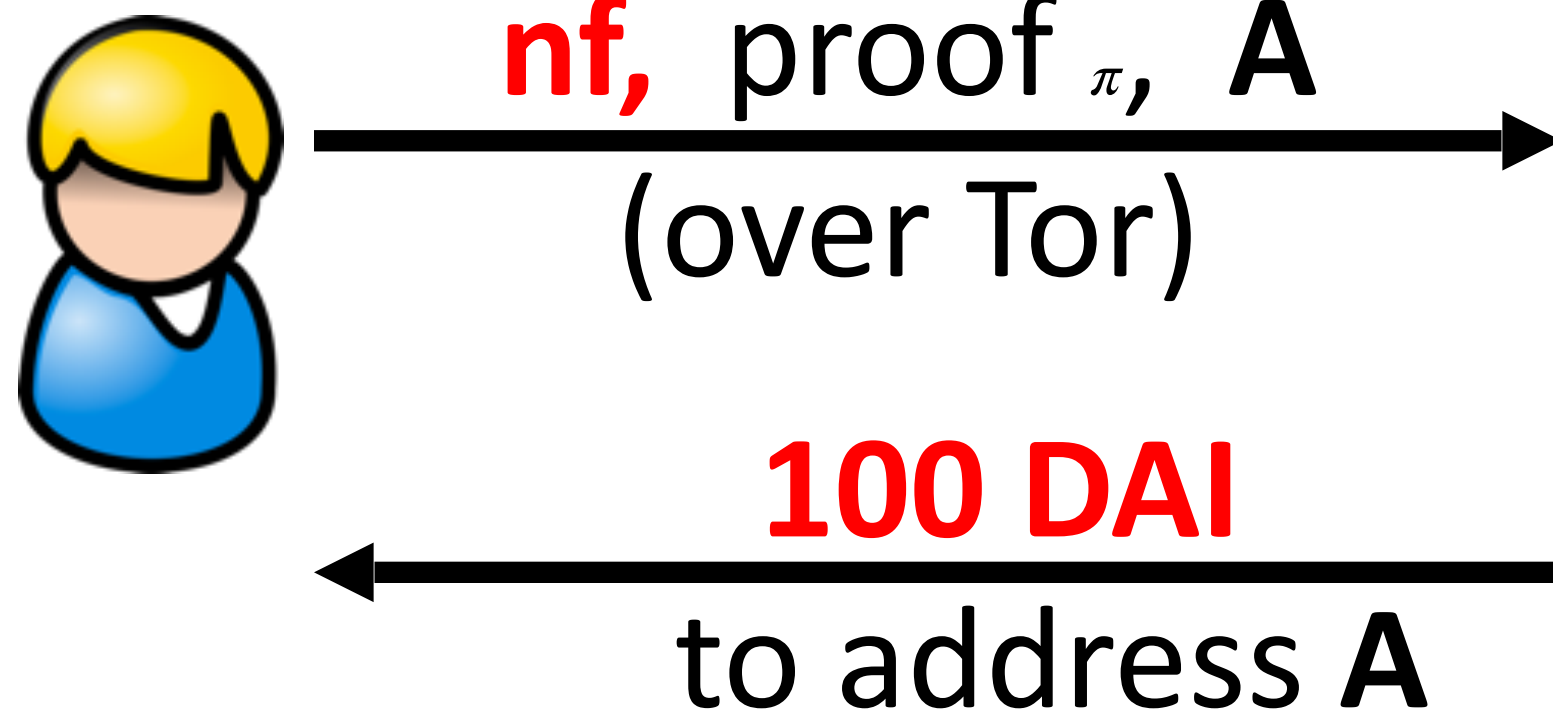 nf, proof π, A
(over Tor)
100 DAI
to address A